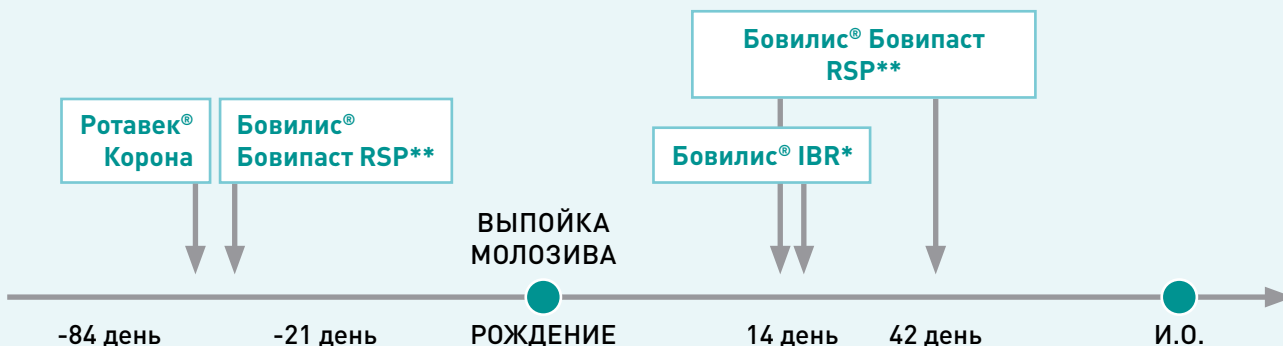 Бовилис® Бовипаст
RSP**
Ротавек®
Корона
Бовилис®
Бовипаст RSP**
Бовилис® IBR*
ВЫПОЙКА
МОЛОЗИВА
-84 день
-21 день
РОЖДЕНИЕ
14 день
42 день
И.О.